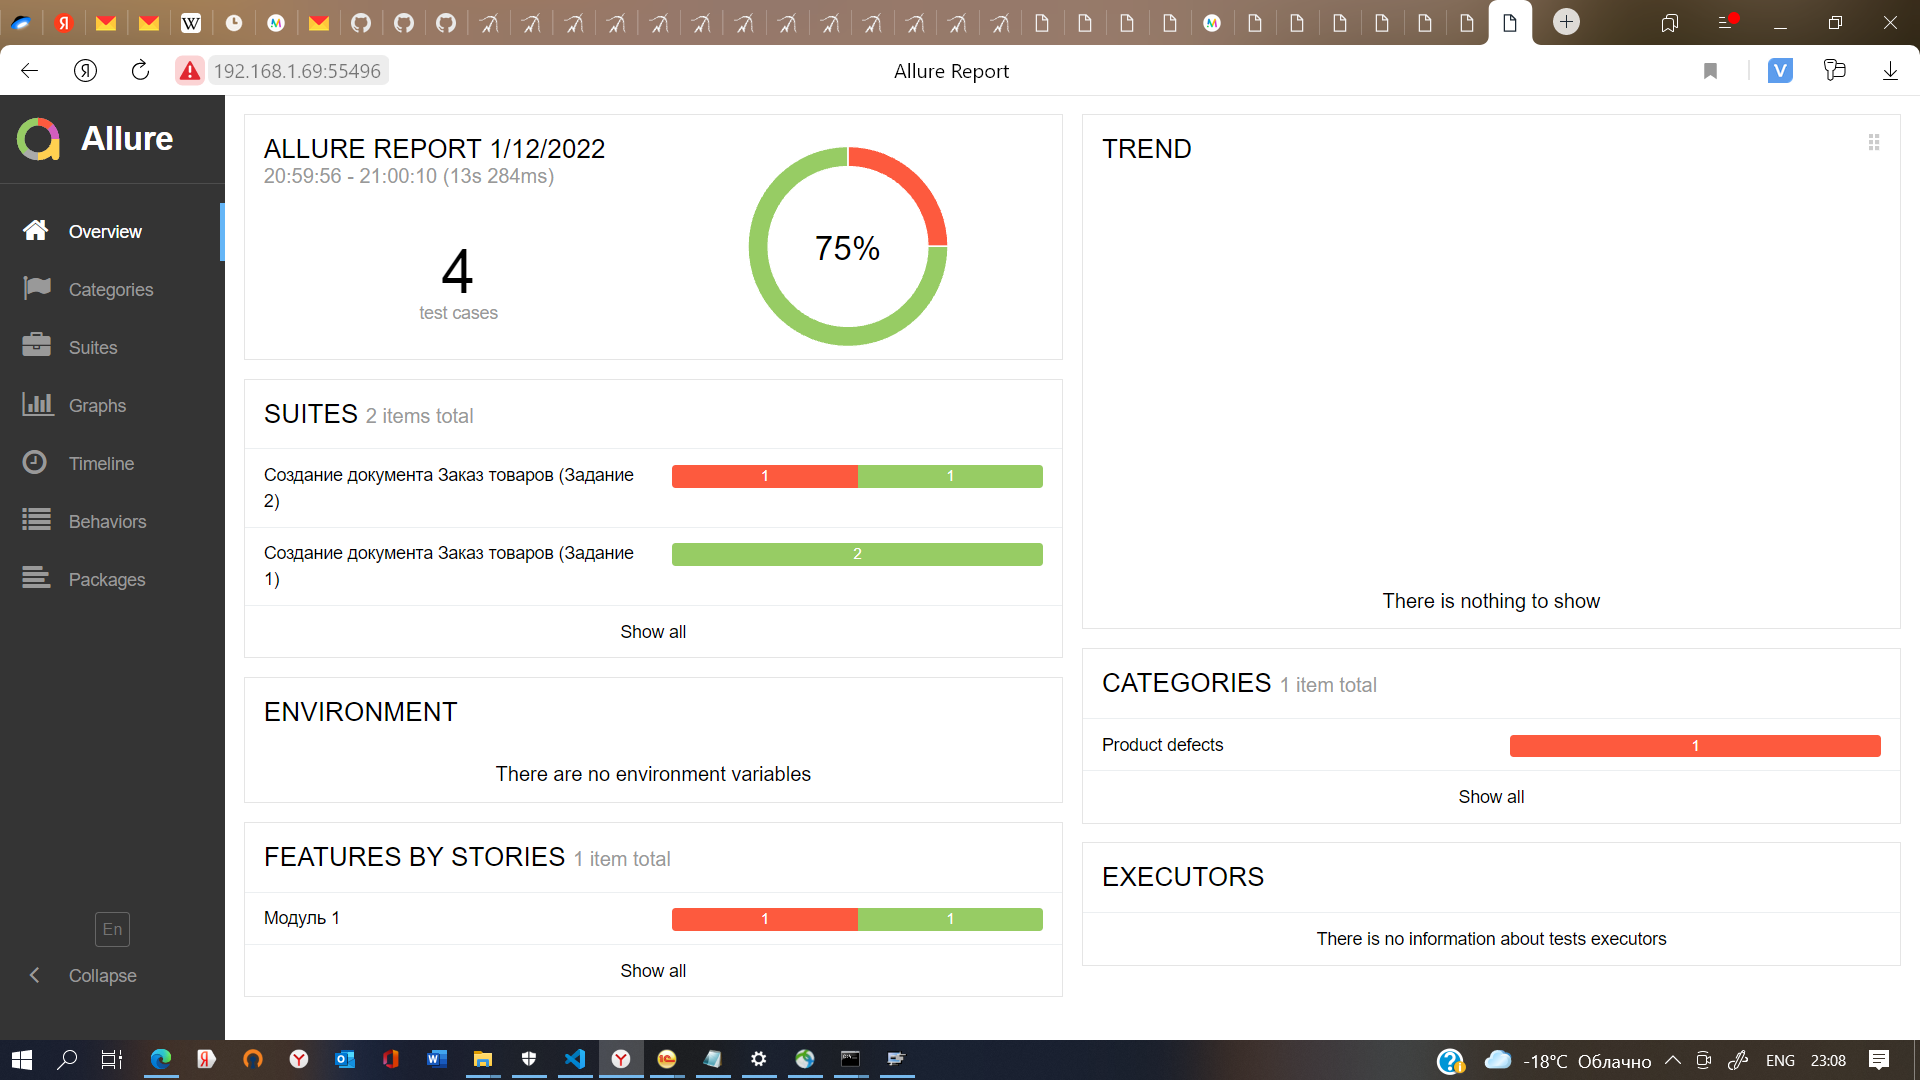 192.168.1.69:55496
Allure Report
Allure
Overview
Categories
Suites
Graphs
Timeline
Behaviors
Packages
En
Collapse
ALLURE REPORT 1/12/2022
20:59:56 - 21:00:10 (13s 284ms)
4
test cases
75%
SUITES 2 items total
Создание документа Заказ товаров (Задание
2)
1 1
Создание документа Заказ товаров (Задание
1)
2
Show all
ENVIRONMENT
There are no environment variables
FEATURES BY STORIES 1 item total
Модуль 1
1 1
Show all
TREND
There is nothing to show
CATEGORIES 1 item total
Product defects
1
Show all
EXECUTORS
There is no information about tests executors
-18°C Облачно
ENG
23:08